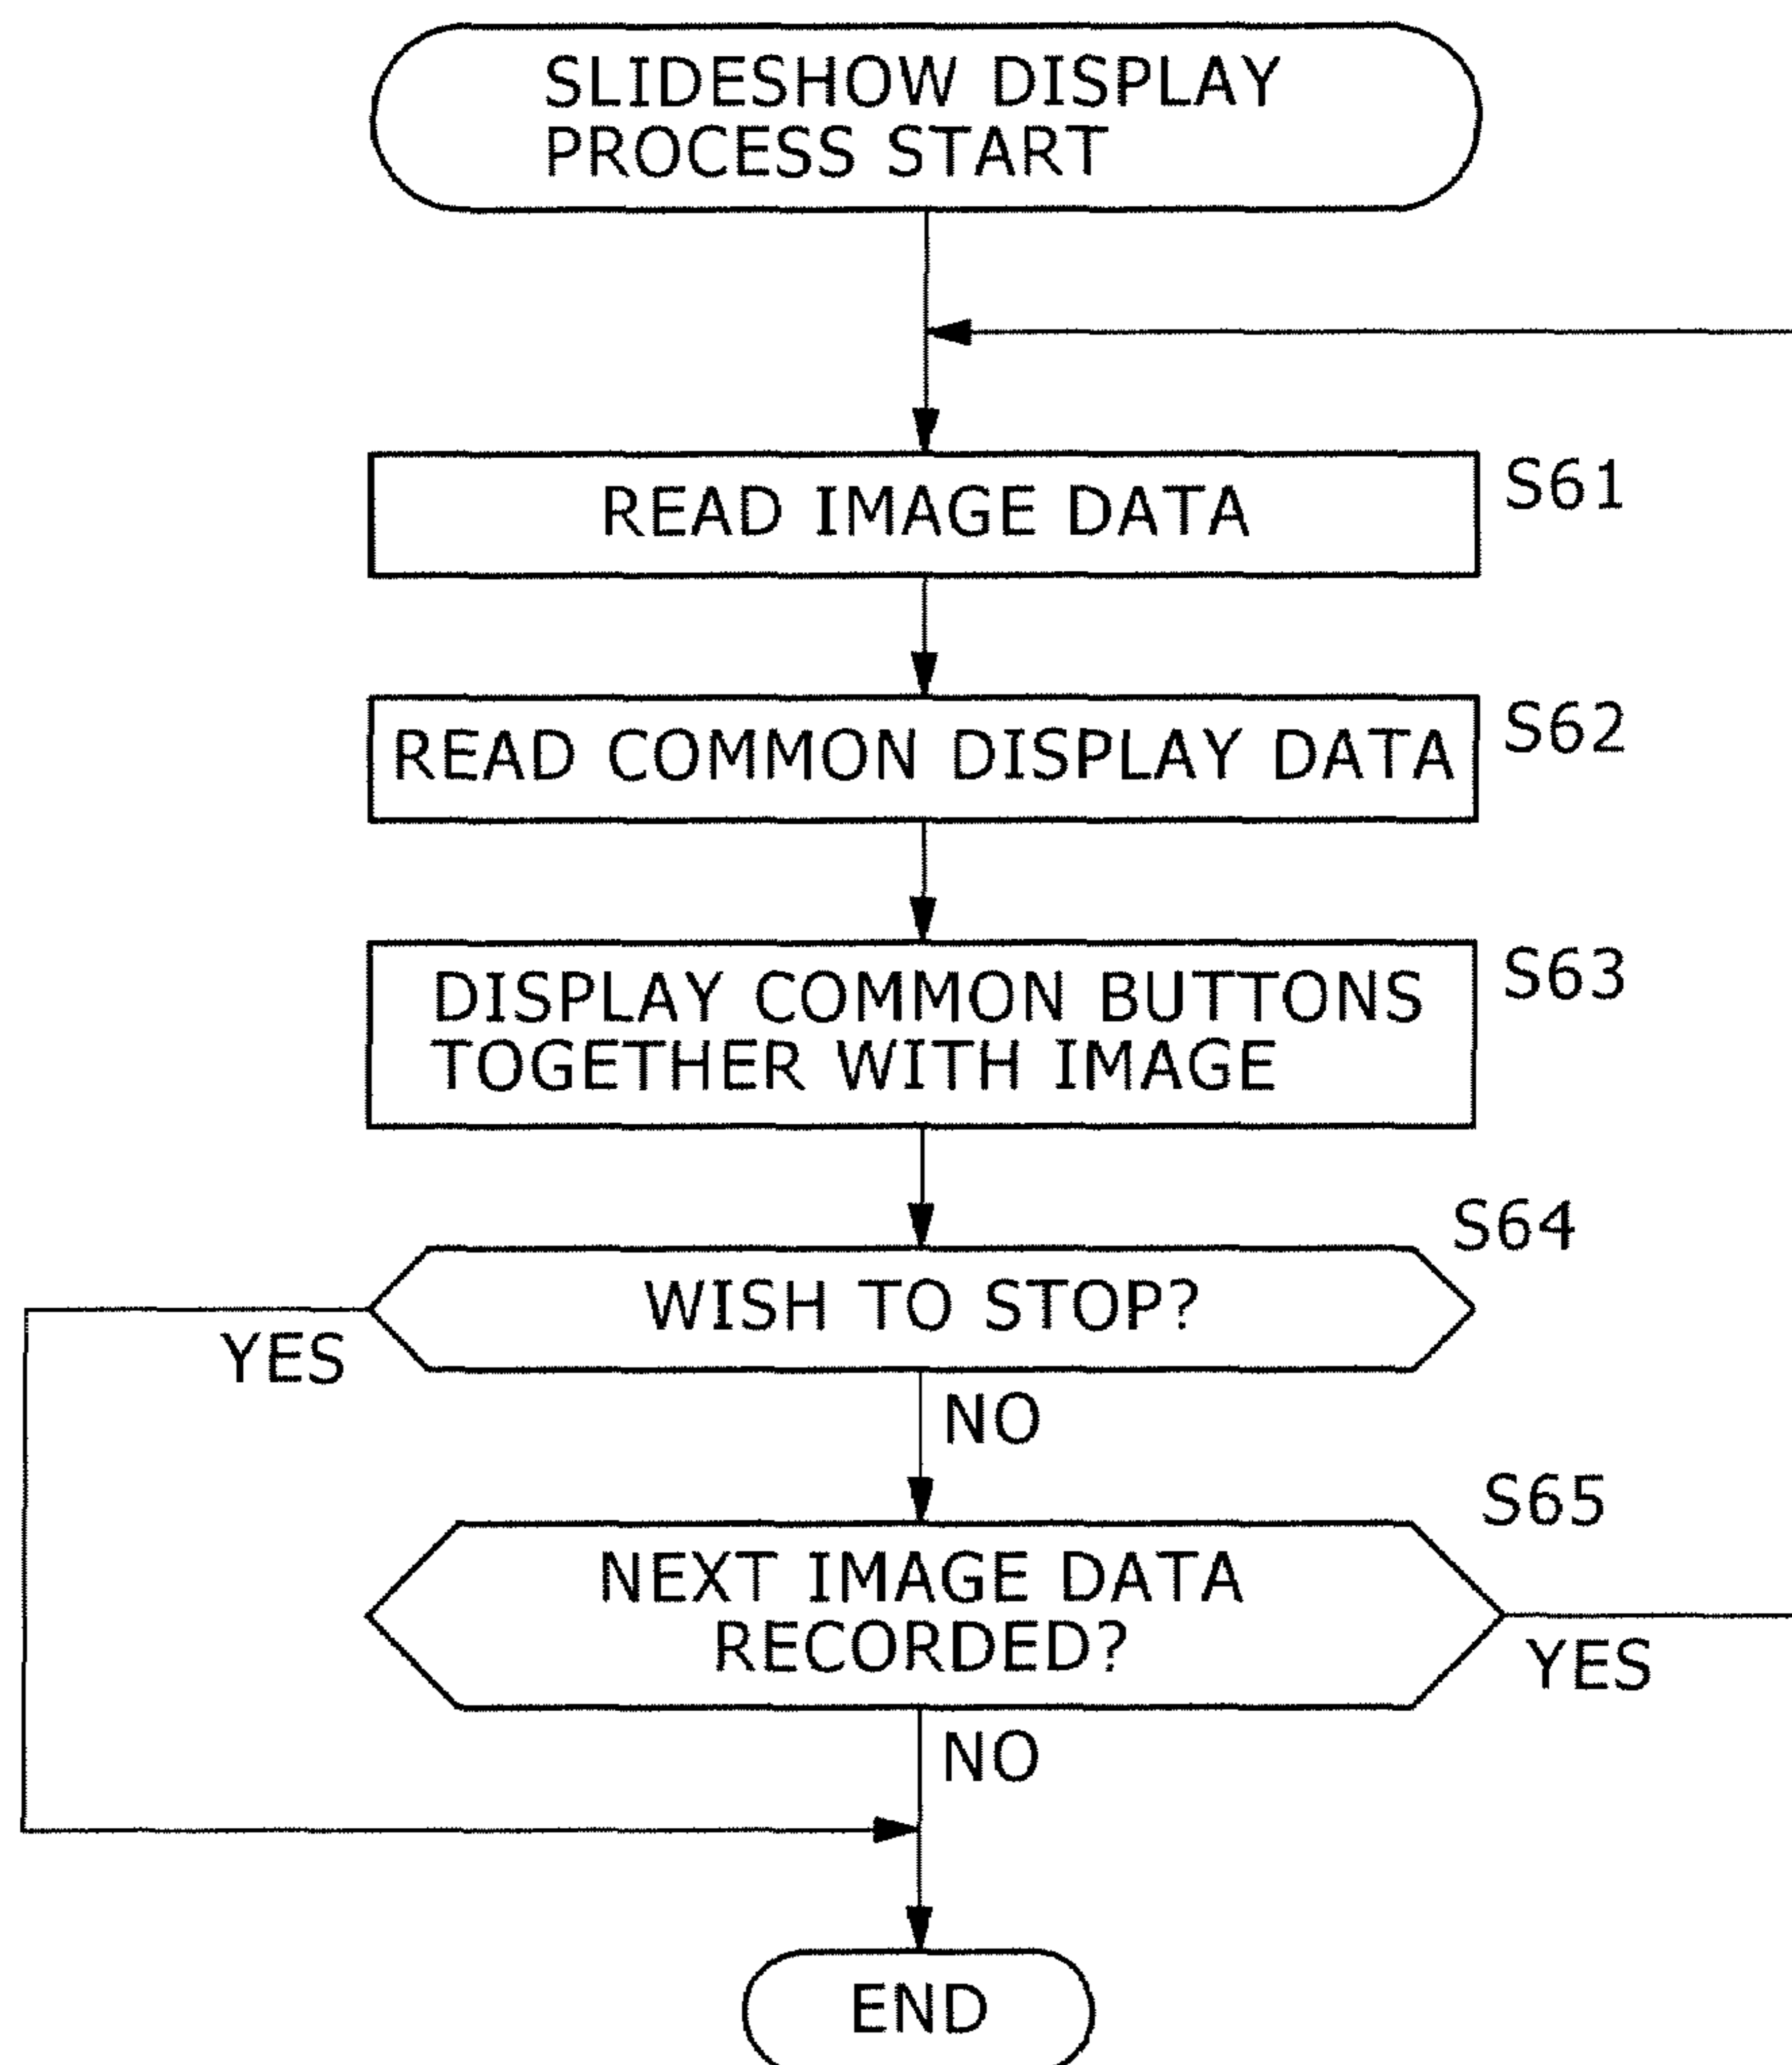 SLIDESHOW DISPLAY
PROCESS START
READ IMAGE DATA
S61
READ COMMON DISPLAY DATA
S62
DISPLAY COMMON BUTTONS
TOGETHER WITH IMAGE
S63
S64
WISH TO STOP?
YES
NO
S65
NEXT IMAGE DATA
RECORDED?
YES
NO
END